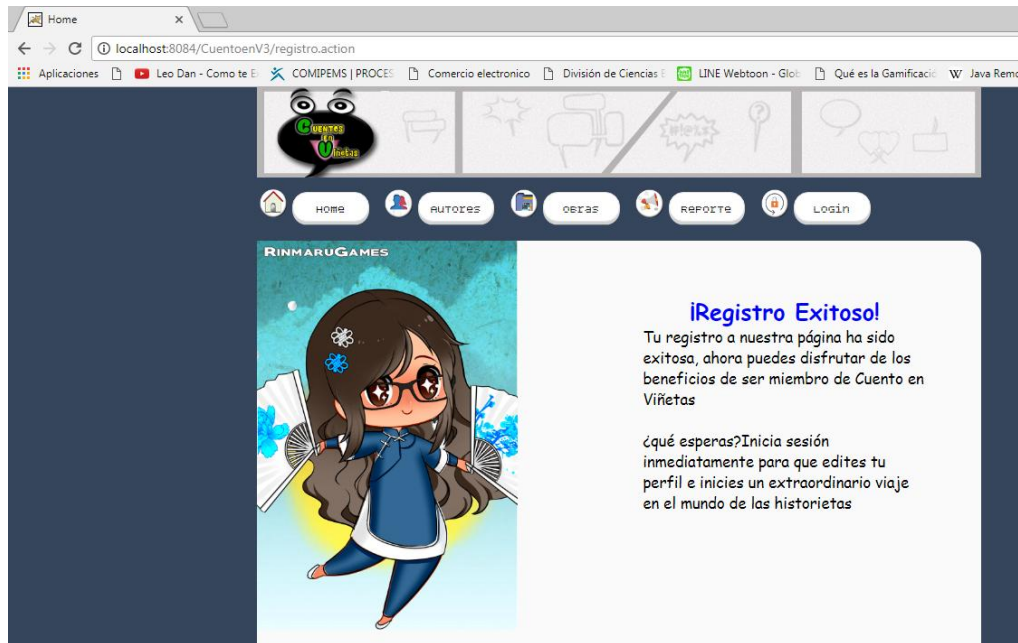 Home
localhost:8084/CuentoenV3/registro.action
Aplicaciones Leo Dan - Como te E COMIPEMS | PROCES Comercio electronico División de Ciencias E LINE Webtoon - Glob Qué es la Gamificació Java Remo
CUENTOS
EN
Viñetas
!#!@%X$
Home AUTORES OBRAS REPORTE LOGIN
RINMARUGAMES
¡Registro Exitoso!
Tu registro a nuestra página ha sido
exitosa, ahora puedes disfrutar de los
beneficios de ser miembro de Cuento en
Viñetas
¿qué esperas?Inicia sesión
inmediatamente para que edites tu
perfil e inicies un extraordinario viaje
en el mundo de las historietas